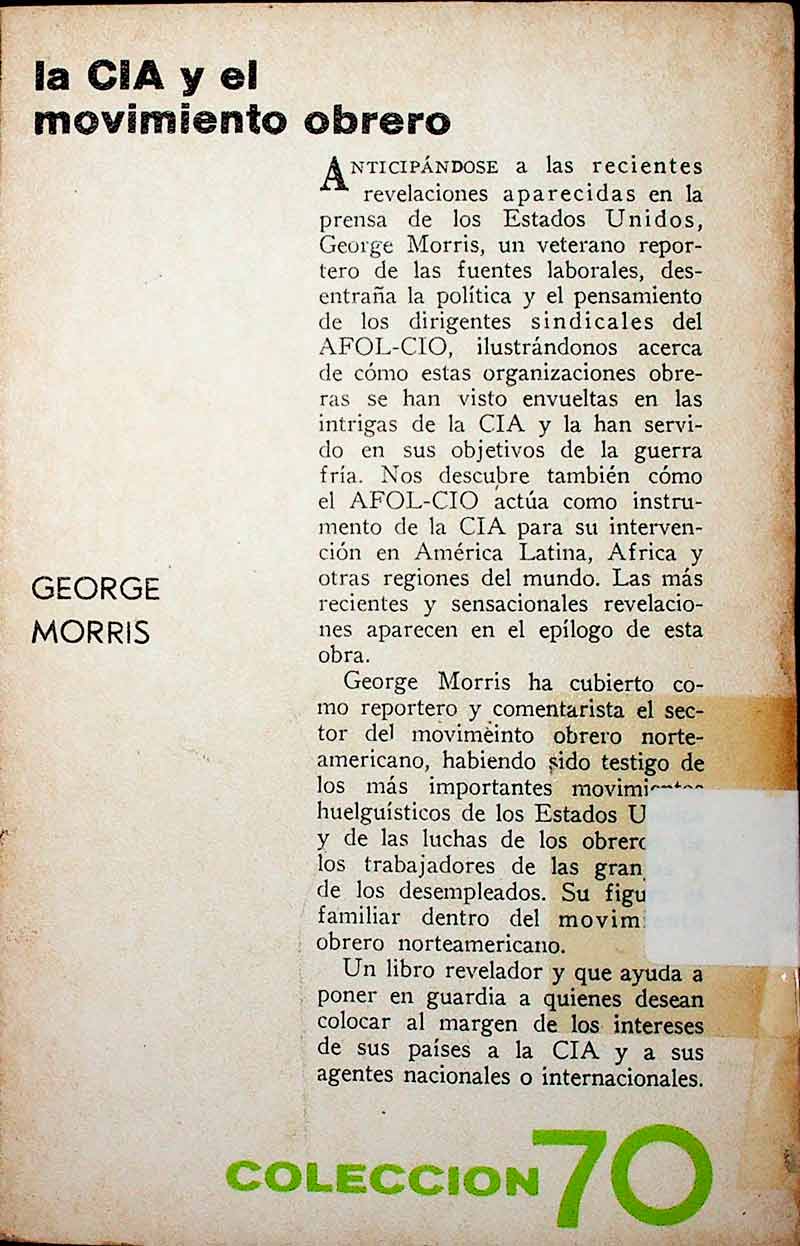 la CIA y el
movimiento obrero
ANTICIPÁNDOSE a las recientes
revelaciones aparecidas en la
prensa de los Estados Unidos,
George Morris, un veterano repor-
tero de las fuentes laborales, des-
entraña la política y el pensamiento
de los dirigentes sindicales del
AFOL-CIO, ilustrándonos acerca
de cómo estas organizaciones obre-
ras se han visto envueltas en las
intrigas de la CIA y la han servi-
do en sus objetivos de la guerra
fría. Nos descubre también cómo
el AFOL-CIO actúa como instru-
mento de la CIA para su interven-
ción en América Latina, Africa y
otras regiones del mundo. Las más
recientes y sensacionales revelacio-
nes aparecen en el epílogo de esta
obra.
GEORGE
MORRIS
George Morris ha cubierto co-
mo reportero y comentarista el sec-
tor del movimeinto obrero norte-
americano, habiendo sido testigo de
los más importantes movimientos
huelguísticos de los Estados U
y de las luchas de los obrer
los trabajadores de las gran
de los desempleados. Su figu
familiar dentro del movim
obrero norteamericano.
Un libro revelador y que ayuda a
poner en guardia a quienes desean
colocar al margen de los intereses
de sus países a la CIA y a sus
agentes nacionales o internacionales.
COLECCION 70